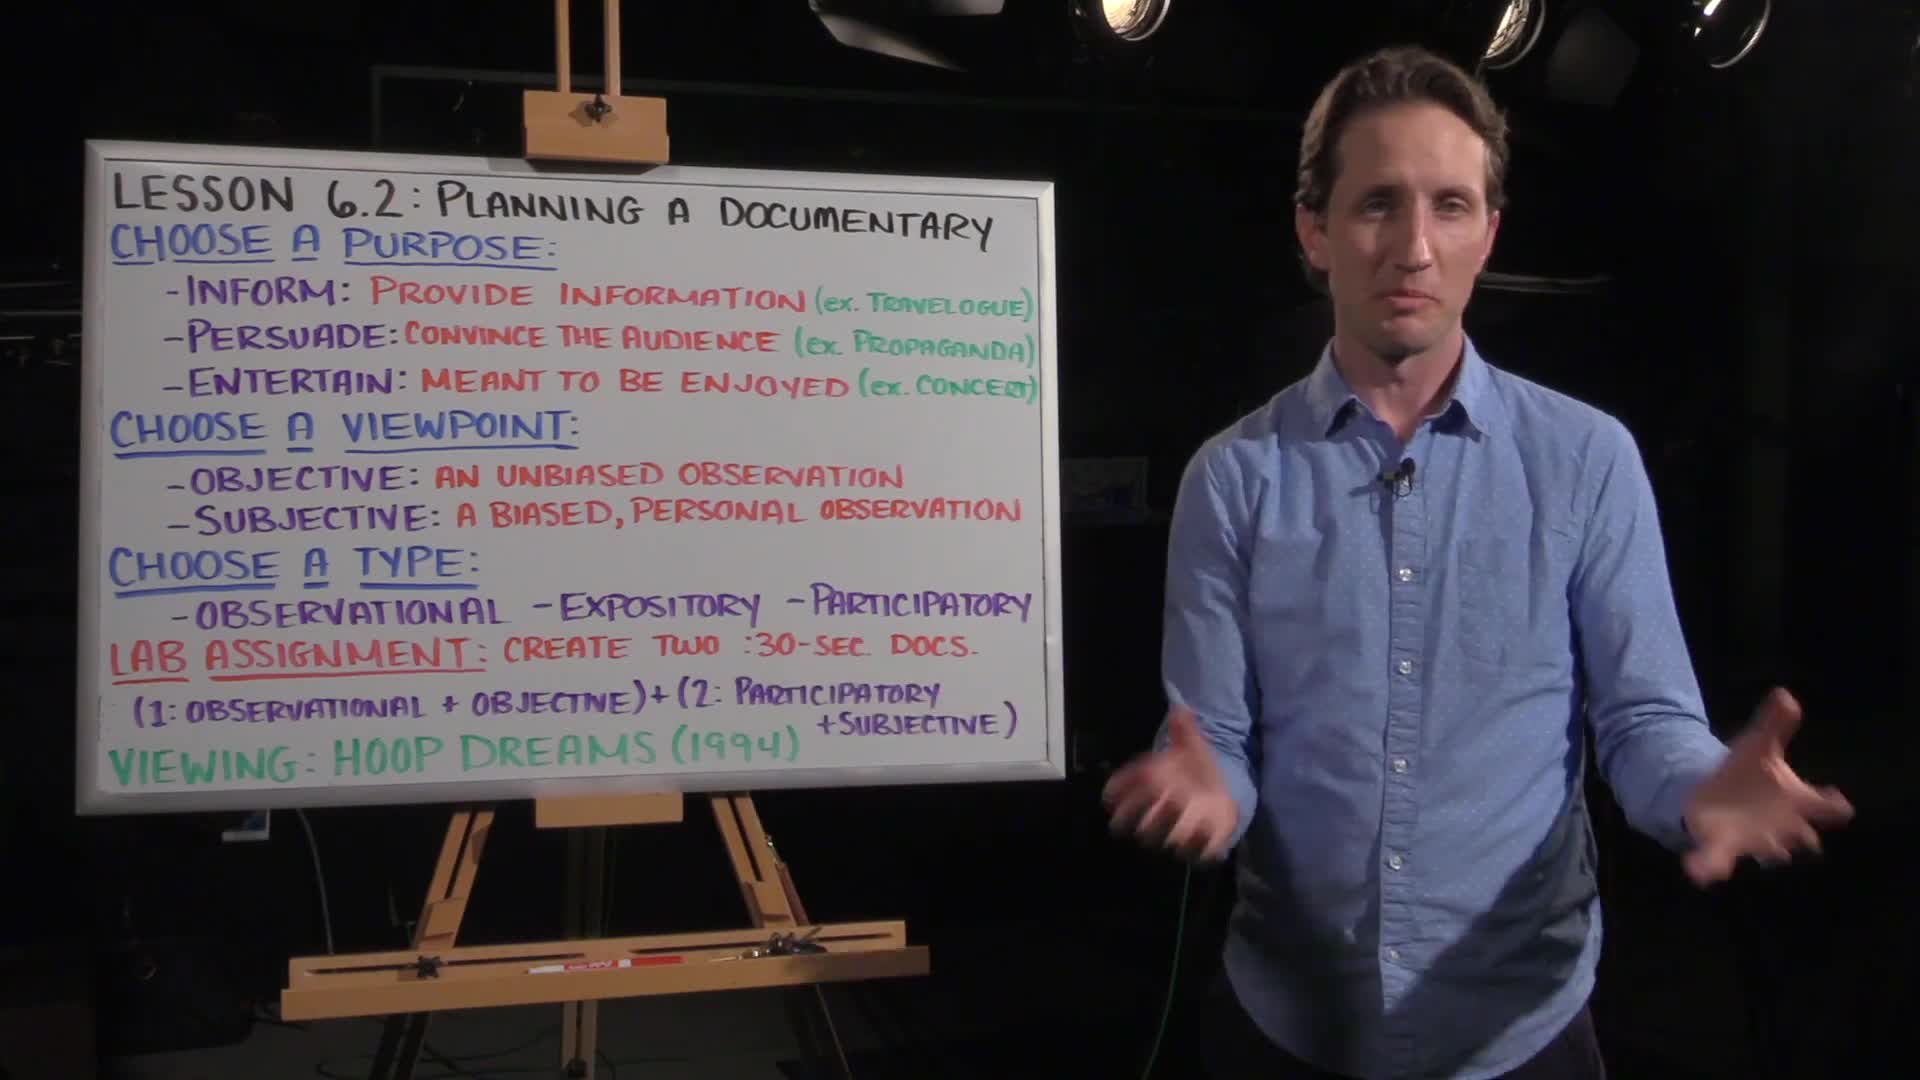 LESSON 6.2: PLANNING A DOCUMENTARY
CHOOSE A PURPOSE:
-INFORM: PROVIDE INFORMATION (ex. TRAVELOGUE)
-PERSUADE: CONVINCE THE AUDIENCE (ex. PROPAGANDA)
-ENTERTAIN: MEANT TO BE ENJOYED (ex. CONCERT)
CHOOSE A VIEWPOINT:
-OBJECTIVE: AN UNBIASED OBSERVATION
-SUBJECTIVE: A BIASED, PERSONAL OBSERVATION
CHOOSE A TYPE:
-OBSERVATIONAL -EXPOSITORY -PARTICIPATORY
LAB ASSIGNMENT: CREATE TWO :30-SEC. DOCS.
(1: OBSERVATIONAL + OBJECTIVE) + (2: PARTICIPATORY
+SUBJECTIVE)
VIEWING: HOOP DREAMS (1994)